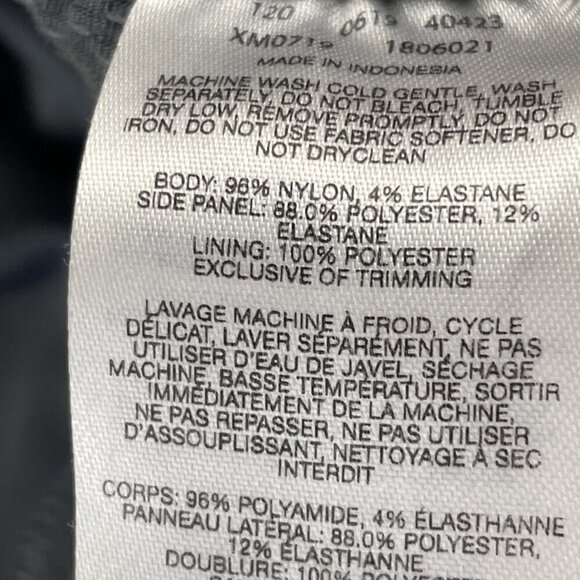 120 0619 40423
XM0719 1806021
MADE IN INDONESIA
MACHINE WASH COLD GENTLE, WASH
SEPARATELY, DO NOT BLEACH, TUMBLE
DRY LOW, REMOVE PROMPTLY, DO NOT
IRON, DO NOT USE FABRIC SOFTENER, DO
NOT DRYCLEAN
BODY: 96% NYLON, 4% ELASTANE
SIDE PANEL: 88.0% POLYESTER, 12%
ELASTANE
LINING: 100% POLYESTER
EXCLUSIVE OF TRIMMING
LAVAGE MACHINE À FROID, CYCLE
DÉLICAT, LAVER SÉPARÉMENT, NE PAS
UTILISER D'EAU DE JAVEL, SÉCHAGE
MACHINE, BASSE TEMPÉRATURE, SORTIR
IMMÉDIATEMENT DE LA MACHINE,
NE PAS REPASSER, NE PAS UTILISER
D'ASSOUPLISSANT, NETTOYAGE À SEC
INTERDIT
CORPS: 96% POLYAMIDE, 4% ÉLASTHANNE
PANNEAU LATÉRAL: 88.0% POLYESTER,
12% ÉLASTHANNE
DOUBLURE: 100% POLYESTER